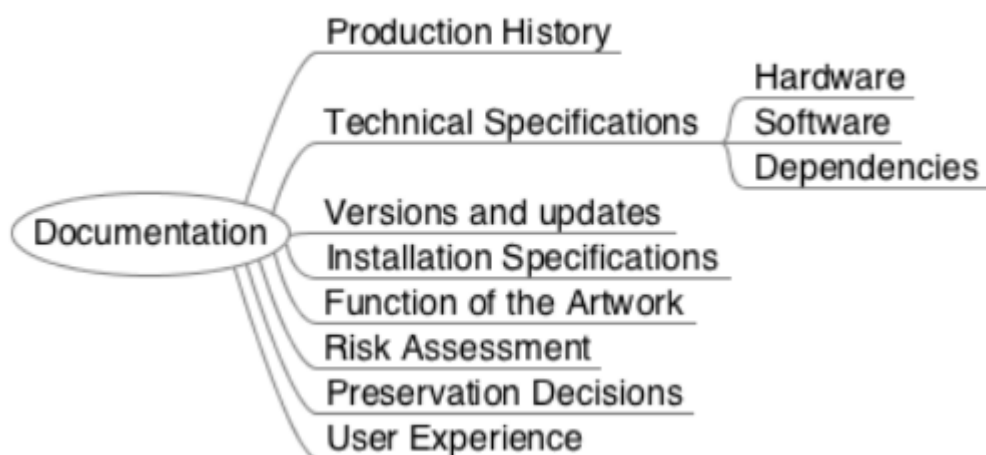 Production History
Hardware
Technical Specifications
Software
Dependencies
Documentation
Versions and updates
Installation Specifications
Function of the Artwork
Risk Assessment
Preservation Decisions
User Experience